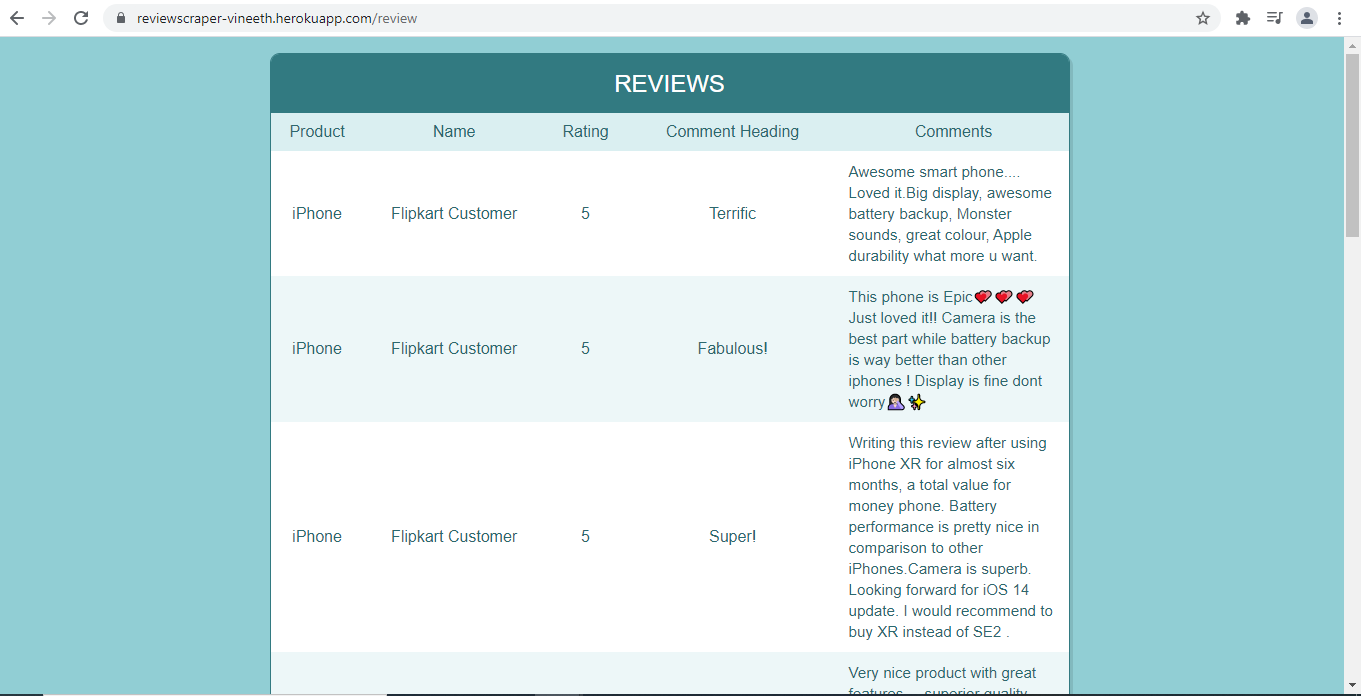 reviewscraper-vineeth.herokuapp.com/review
REVIEWS
Product Name Rating Comment Heading Comments
iPhone Flipkart Customer 5 Terrific
Awesome smart phone....
Loved it.Big display, awesome
battery backup, Monster
sounds, great colour, Apple
durability what more u want.
iPhone Flipkart Customer 5 Fabulous!
This phone is Epic💕💕💕
Just loved it!! Camera is the
best part while battery backup
is way better than other
iphones ! Display is fine dont
worry🤷🏻‍♀️✨
iPhone Flipkart Customer 5 Super!
Writing this review after using
iPhone XR for almost six
months, a total value for
money phone. Battery
performance is pretty nice in
comparison to other
iPhones.Camera is superb.
Looking forward for iOS 14
update. I would recommend to
buy XR instead of SE2 .
Very nice product with great
features.... superior quality